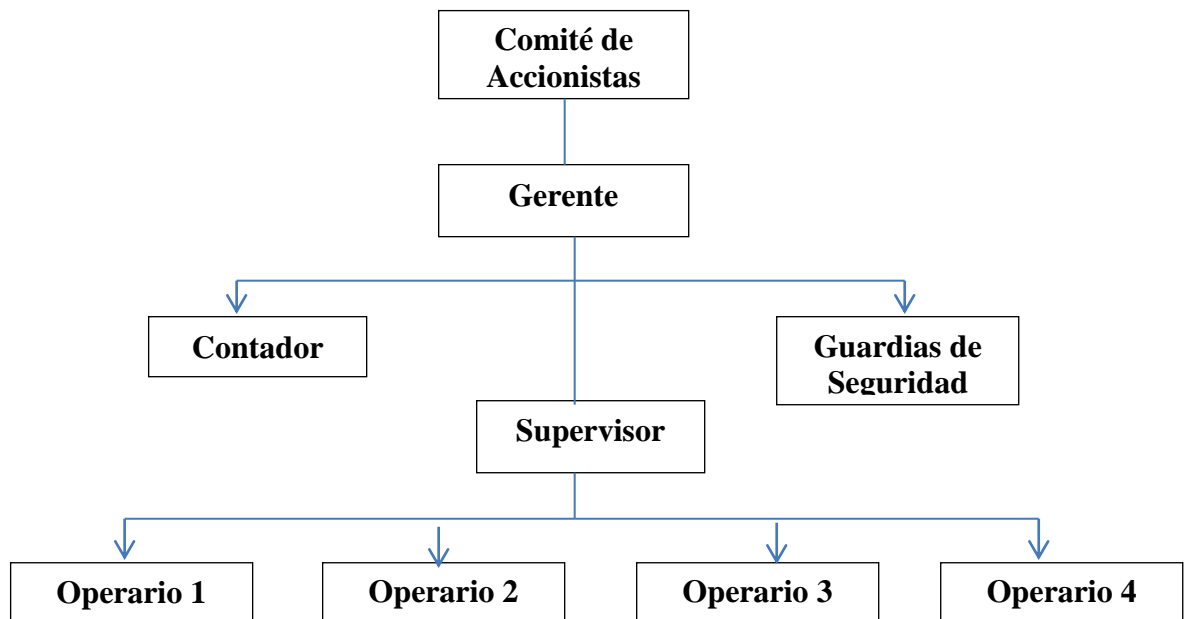 Comité de
Accionistas
Gerente
Contador
Guardias de
Seguridad
Supervisor
Operario 1
Operario 2
Operario 3
Operario 4